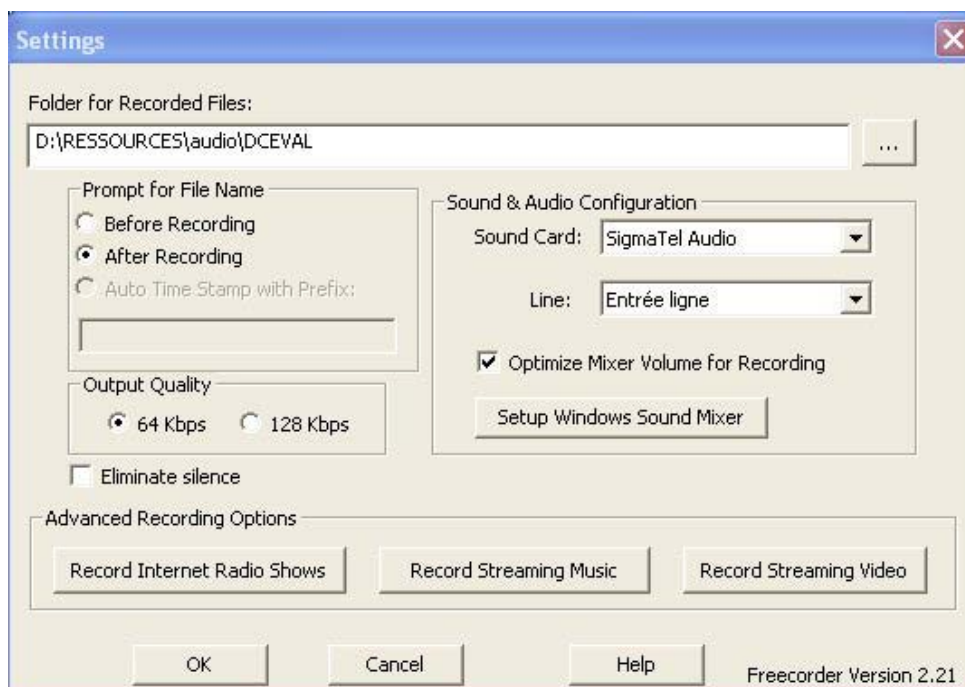 Settings
Folder for Recorded Files:
D:\RESSOURCES\audio\DCEVAL
...
Prompt for File Name
Before Recording
After Recording
Auto Time Stamp with Prefix:
Output Quality
64 Kbps
128 Kbps
Eliminate silence
Sound & Audio Configuration
Sound Card:
SigmaTel Audio
Line:
Entrée ligne
Optimize Mixer Volume for Recording
Setup Windows Sound Mixer
Advanced Recording Options
Record Internet Radio Shows
Record Streaming Music
Record Streaming Video
OK
Cancel
Help
Freecorder Version 2.21